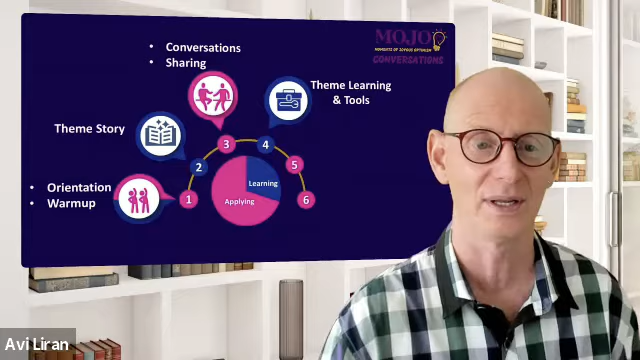 • Conversations
• Sharing
MOJO
MOMENTS OF JOYOUS OPTIMISM
CONVERSATIONS
Theme Learning
& Tools
Theme Story
• Orientation
• Warmup
1
2
3
4
5
6
Learning
Applying
Avi Liran